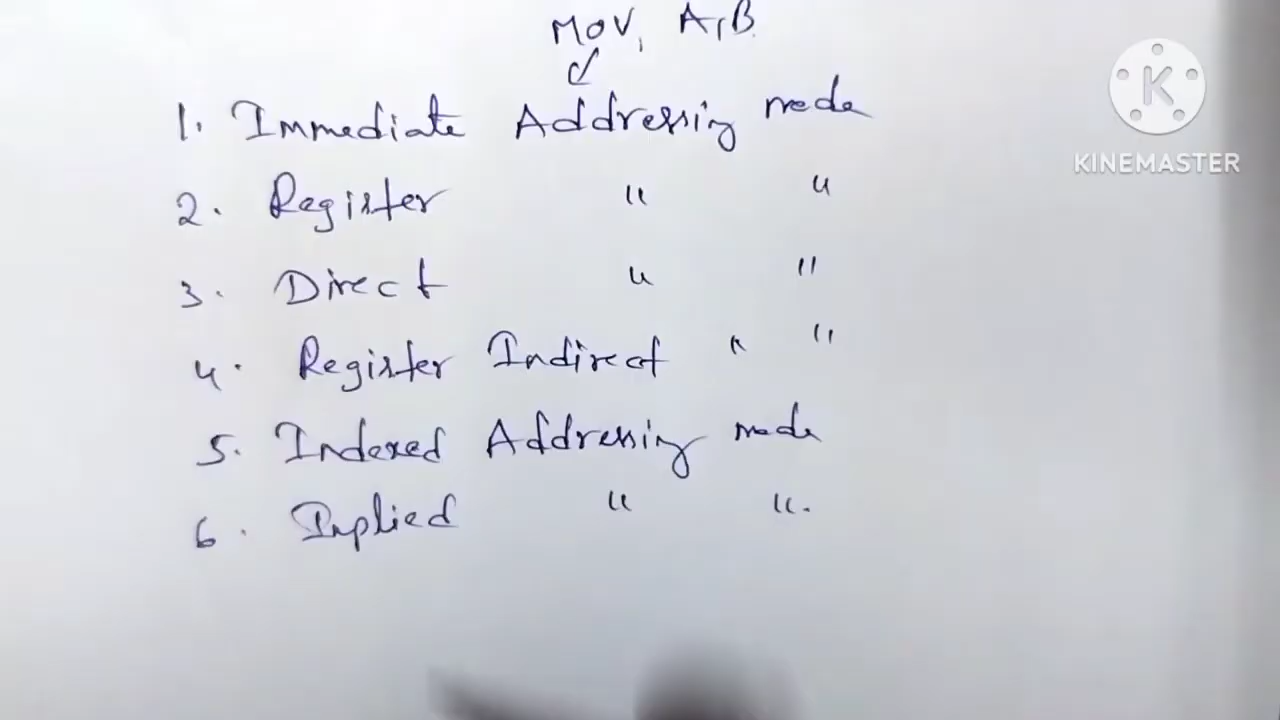 MOV, A,B
1. Immediate Addressing mode
2. Register " "
3. Direct " "
4. Register Indirect " "
5. Indexed Addressing mode
6. Implied " ".
K
KINEMASTER